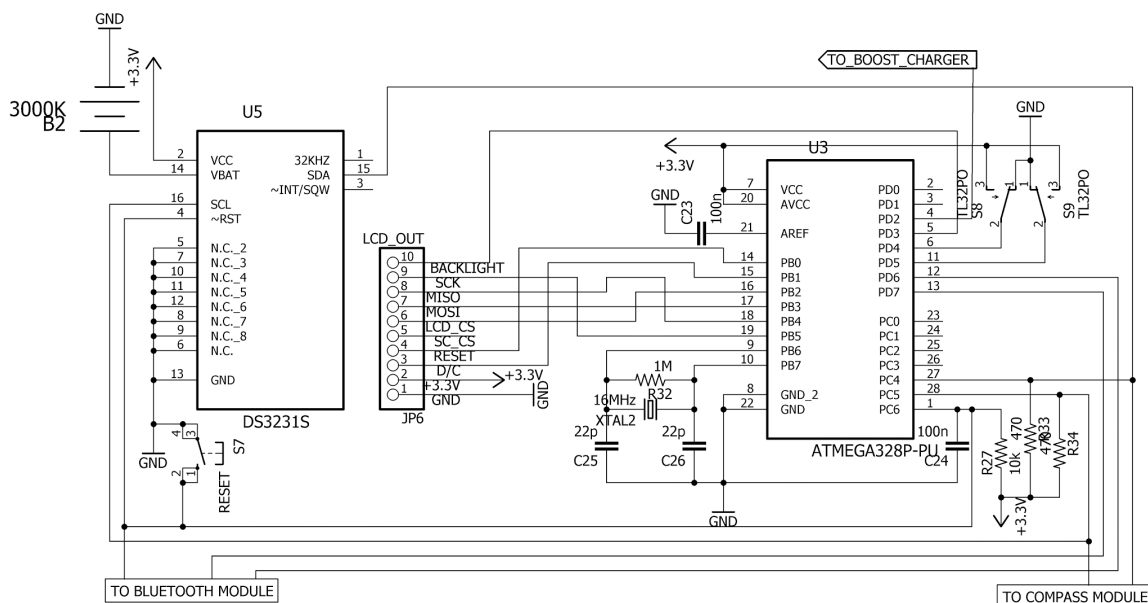 GND
+3.3V
3000K
B2
U5
2 VCC 32KHZ 1
14 VBAT SDA 15
~INT/SQW 3
16 SCL
4 ~RST
5 N.C._2
7 N.C._3
10 N.C._4
11 N.C._5
12 N.C._6
8 N.C._7
9 N.C._8
6 N.C.
13 GND
DS3231S
GND
4 3
2 1
S7
RESET
LCD_OUT
10 BACKLIGHT
9 SCK
8 MISO
7 MOSI
6 LCD_CS
5 SC_CS
4 RESET
3 D/C
2 +3.3V
1 GND
JP6
+3.3V
GND
TO_BOOST_CHARGER
+3.3V
GND
C23
100n
U3
7 VCC PD0 2
20 AVCC PD1 3
PD2 4
21 AREF PD3 5
PD4 6
14 PB0 PD5 11
15 PB1 PD6 12
16 PB2 PD7 13
17 PB3
18 PB4 PC0 23
19 PB5 PC1 24
9 PB6 PC2 25
10 PB7 PC3 26
PC4 27
8 GND_2 PC5 28
22 GND PC6 1
ATMEGA328P-PU
GND
3 1 1 3
TL32PO
S8
2 2
S9
TL32PO
1M
R32
16MHz
XTAL2
22p
C25
22p
C26
GND
100n
C24
R27
10k
470
R33
470
R34
+3.3V
TO BLUETOOTH MODULE
TO COMPASS MODULE